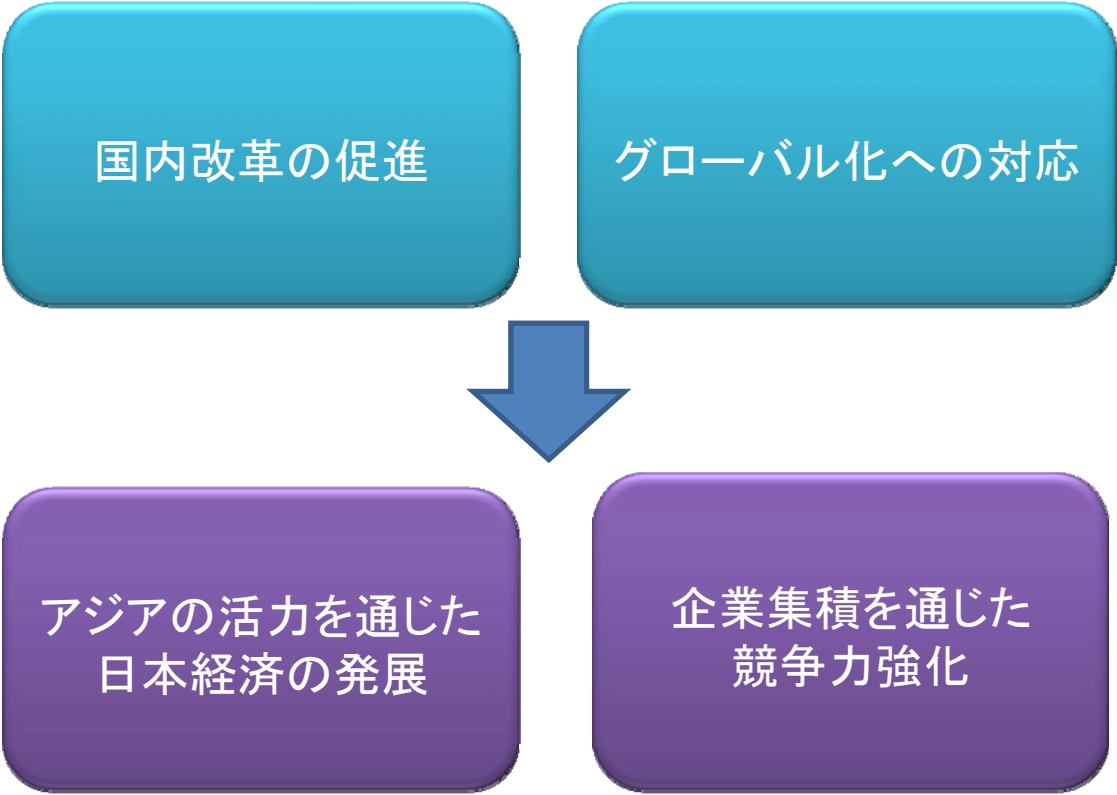 国内改革の促進
グローバル化への対応
アジアの活力を通じた
日本経済の発展
企業集積を通じた
競争力強化